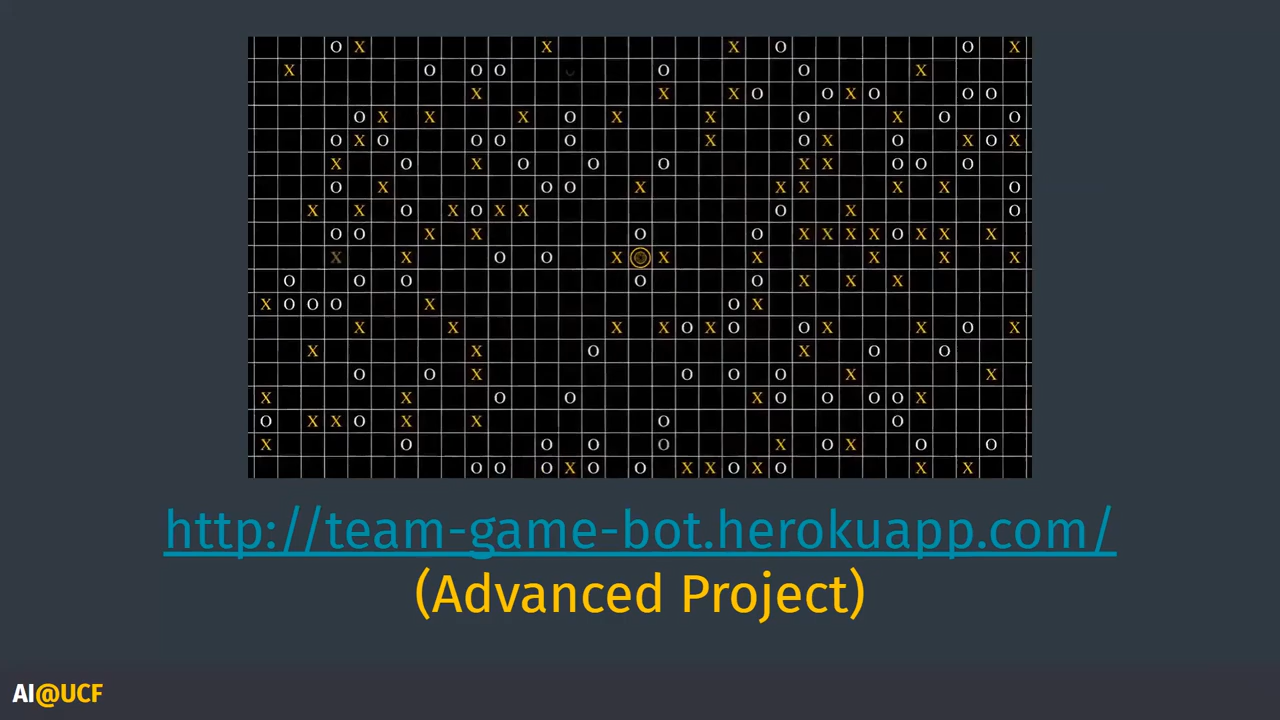 O X X X O O X
X O O O O O X
X X X O O X O O O
O X X X O X X O X O O
O X O O O O X O X O X O X
X O X O O O X X O O O
O X O O X X X X X O
X X O X O X X O X O
O O X X O O X X X X O X X X
X X O O X X X X X X
O O O O O X X X
X O O O X O X
X X X X O X O O X X O X
X X O X O O
O O X O O O X X
X X O O X O O O O X
O X X O X X O O
X O O O O X O X O O
O O O X O O X X O X O X X
http://team-game-bot.herokuapp.com/
(Advanced Project)
AI@UCF